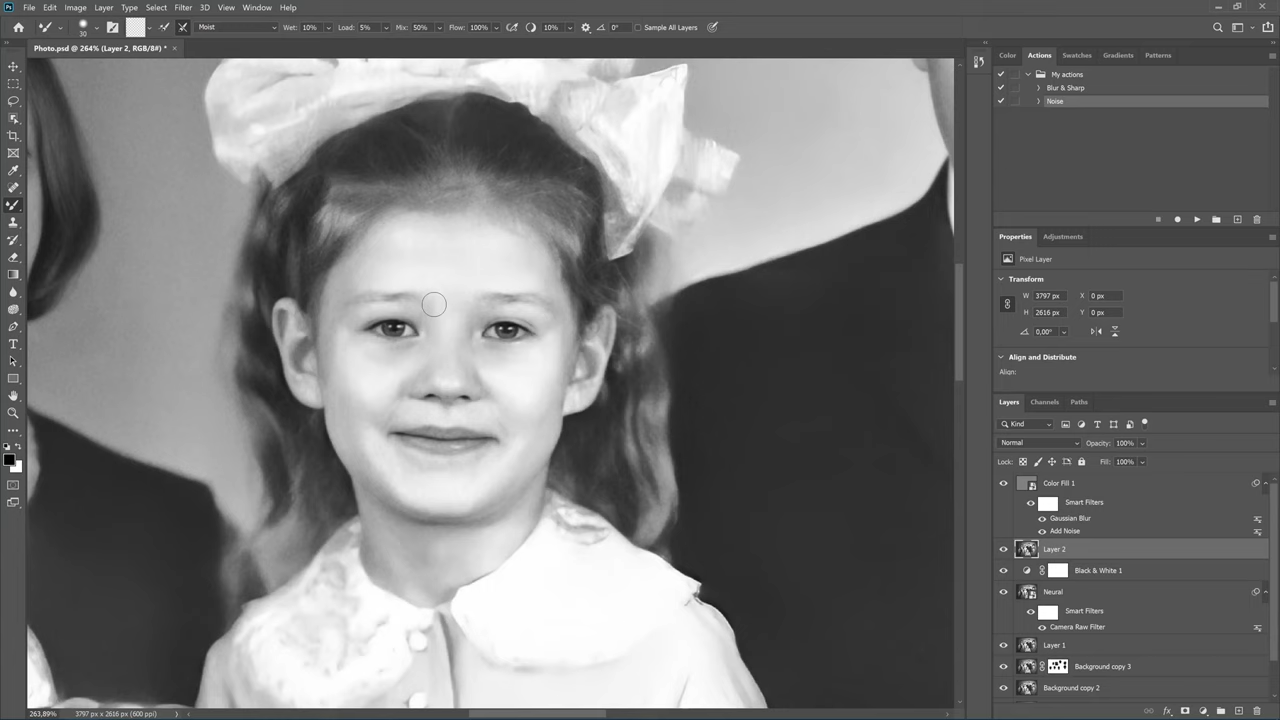 File Edit Image Layer Type Select Filter 3D View Window Help
30 Moist Wet: 10% Load: 5% Mix: 50% Flow: 100% 10% 0° Sample All Layers
Photo.psd @ 264% (Layer 2, RGB/8#) *
Color Actions Swatches Gradients Patterns
My actions
Blur & Sharp
Noise
Properties Adjustments
Pixel Layer
Transform
W 3797 px X 0 px
H 2616 px Y 0 px
0,00°
Align and Distribute
Align:
Layers Channels Paths
Kind
Normal Opacity: 100%
Lock: Fill: 100%
Color Fill 1
Smart Filters
Gaussian Blur
Add Noise
Layer 2
Black & White 1
Neural
Smart Filters
Camera Raw Filter
Layer 1
Background copy 3
Background copy 2
263,89% 3797 px x 2616 px (600 ppi)